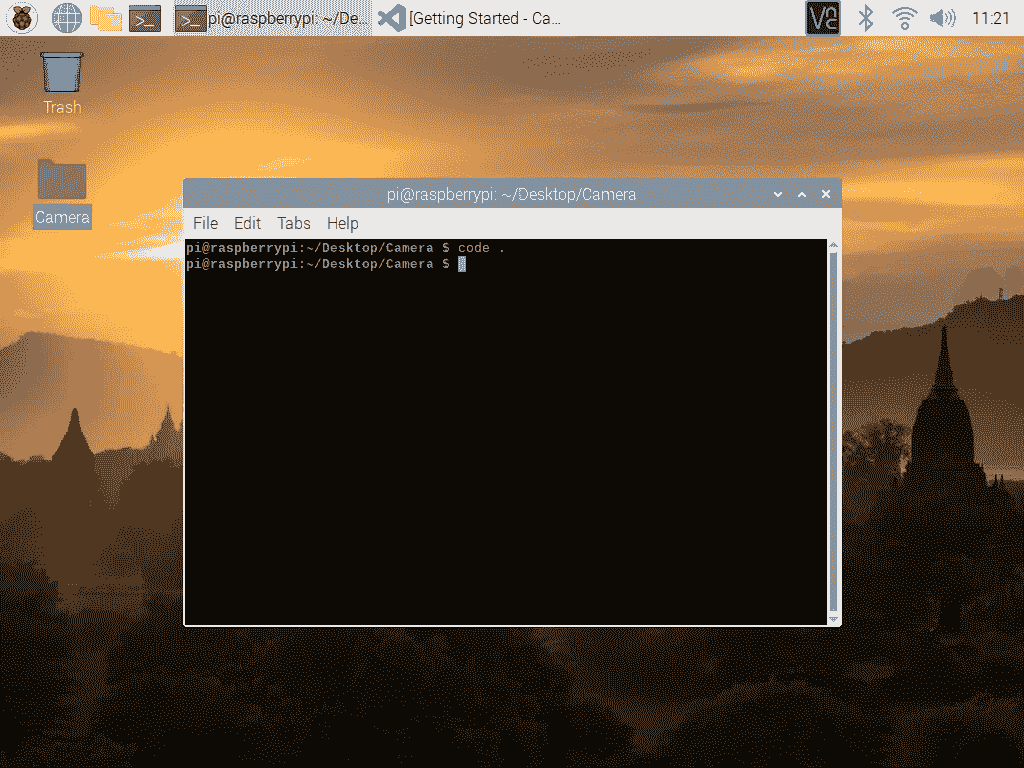 pi@raspberrypi: ~/De...
[Getting Started - Ca...
VNC
11:21
Trash
Camera
pi@raspberrypi: ~/Desktop/Camera
File Edit Tabs Help
pi@raspberrypi:~/Desktop/Camera $ code .
pi@raspberrypi:~/Desktop/Camera $